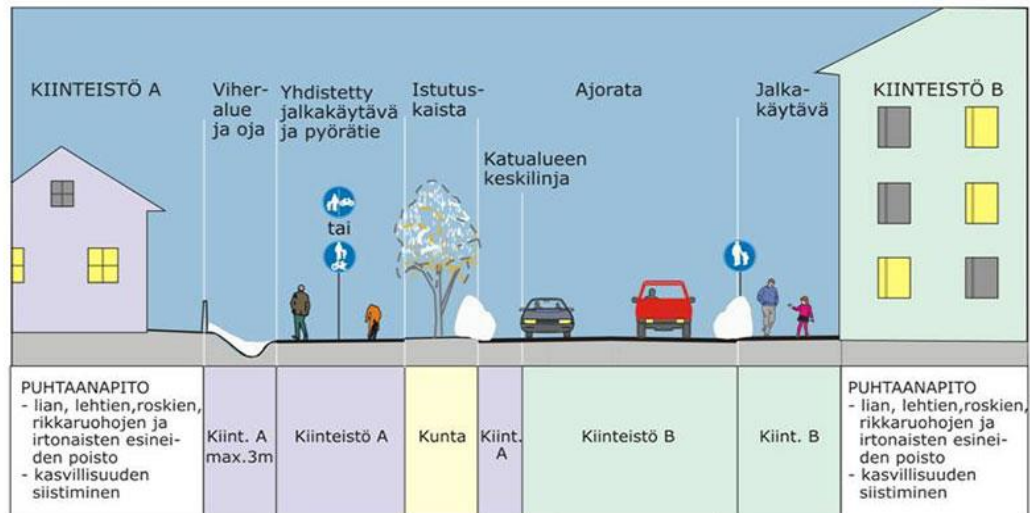 KIINTEISTÖ A
Viher-
alue
ja oja
Yhdistetty
jalkakäytävä
ja pyörätie
Istutus-
kaista
Ajorata
Jalka-
käytävä
KIINTEISTÖ B
Katualueen
keskilinja
tai
PUHTAANAPITO
- lian, lehtien,roskien,
rikkaruohojen ja
irtonaisten esinei-
den poisto
- kasvillisuuden
siistiminen
Kiint. A
max.3m
Kiinteistö A
Kunta
Kiint.
A
Kiinteistö B
Kiint. B
PUHTAANAPITO
- lian, lehtien,roskien,
rikkaruohojen ja
irtonaisten esinei-
den poisto
- kasvillisuuden
siistiminen